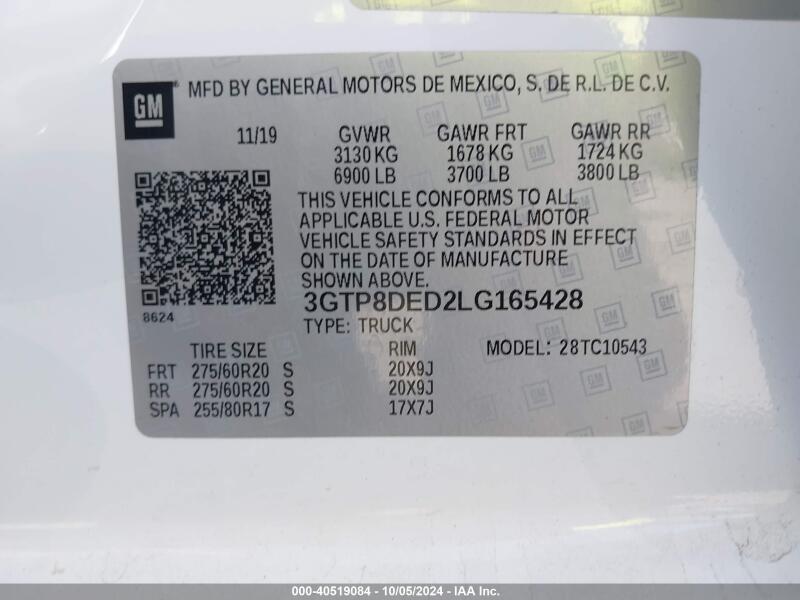 GM
MFD BY GENERAL MOTORS DE MEXICO, S. DE R.L. DE C.V.
11/19 GVWR GAWR FRT GAWR RR
3130 KG 1678 KG 1724 KG
6900 LB 3700 LB 3800 LB
THIS VEHICLE CONFORMS TO ALL
APPLICABLE U.S. FEDERAL MOTOR
VEHICLE SAFETY STANDARDS IN EFFECT
ON THE DATE OF MANUFACTURE
SHOWN ABOVE.
8624
3GTP8DED2LG165428
TYPE: TRUCK
TIRE SIZE RIM MODEL: 28TC10543
FRT 275/60R20 S 20X9J
RR 275/60R20 S 20X9J
SPA 255/80R17 S 17X7J
000-40519084 - 10/05/2024 - IAA Inc.